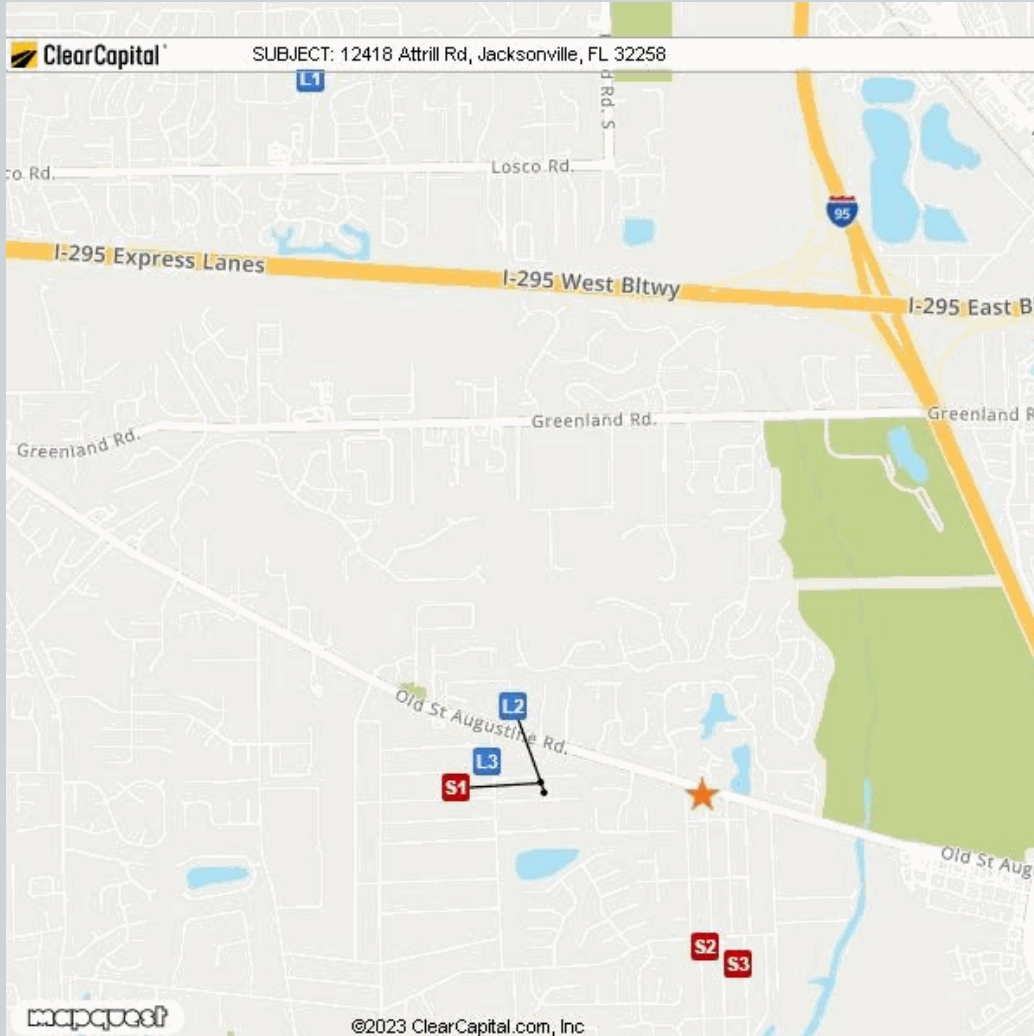 ClearCapital
SUBJECT: 12418 Attrill Rd, Jacksonville, FL 32258
L1
d Rd. S
Losco Rd.
co Rd.
95
I-295 Express Lanes
I-295 West Bltwy
I-295 East B
Greenland R
Greenland Rd.
Greenland Rd.
Old St Augustine Rd.
L2
L3
S1
Old St Aug
S2
S3
mapquest
©2023 ClearCapital.com, Inc